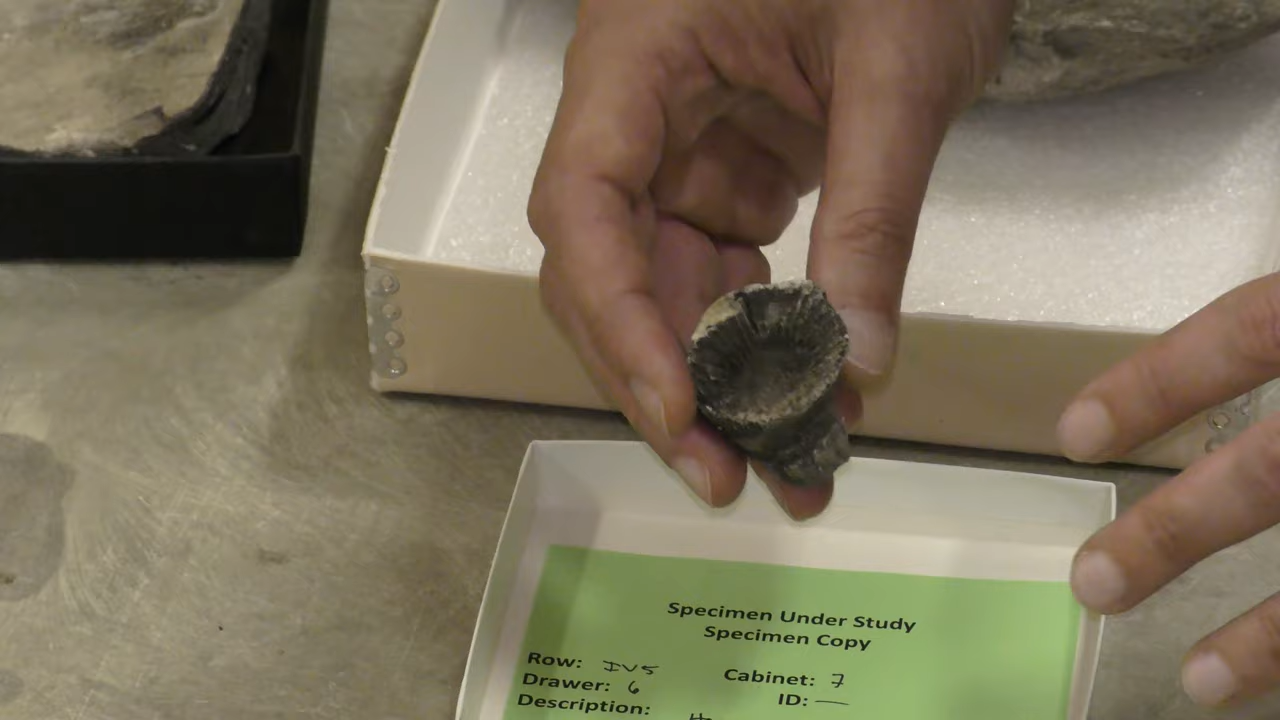 Specimen Under Study
Specimen Copy
Row: IV5 Cabinet: 7
Drawer: 6 ID: —
Description: